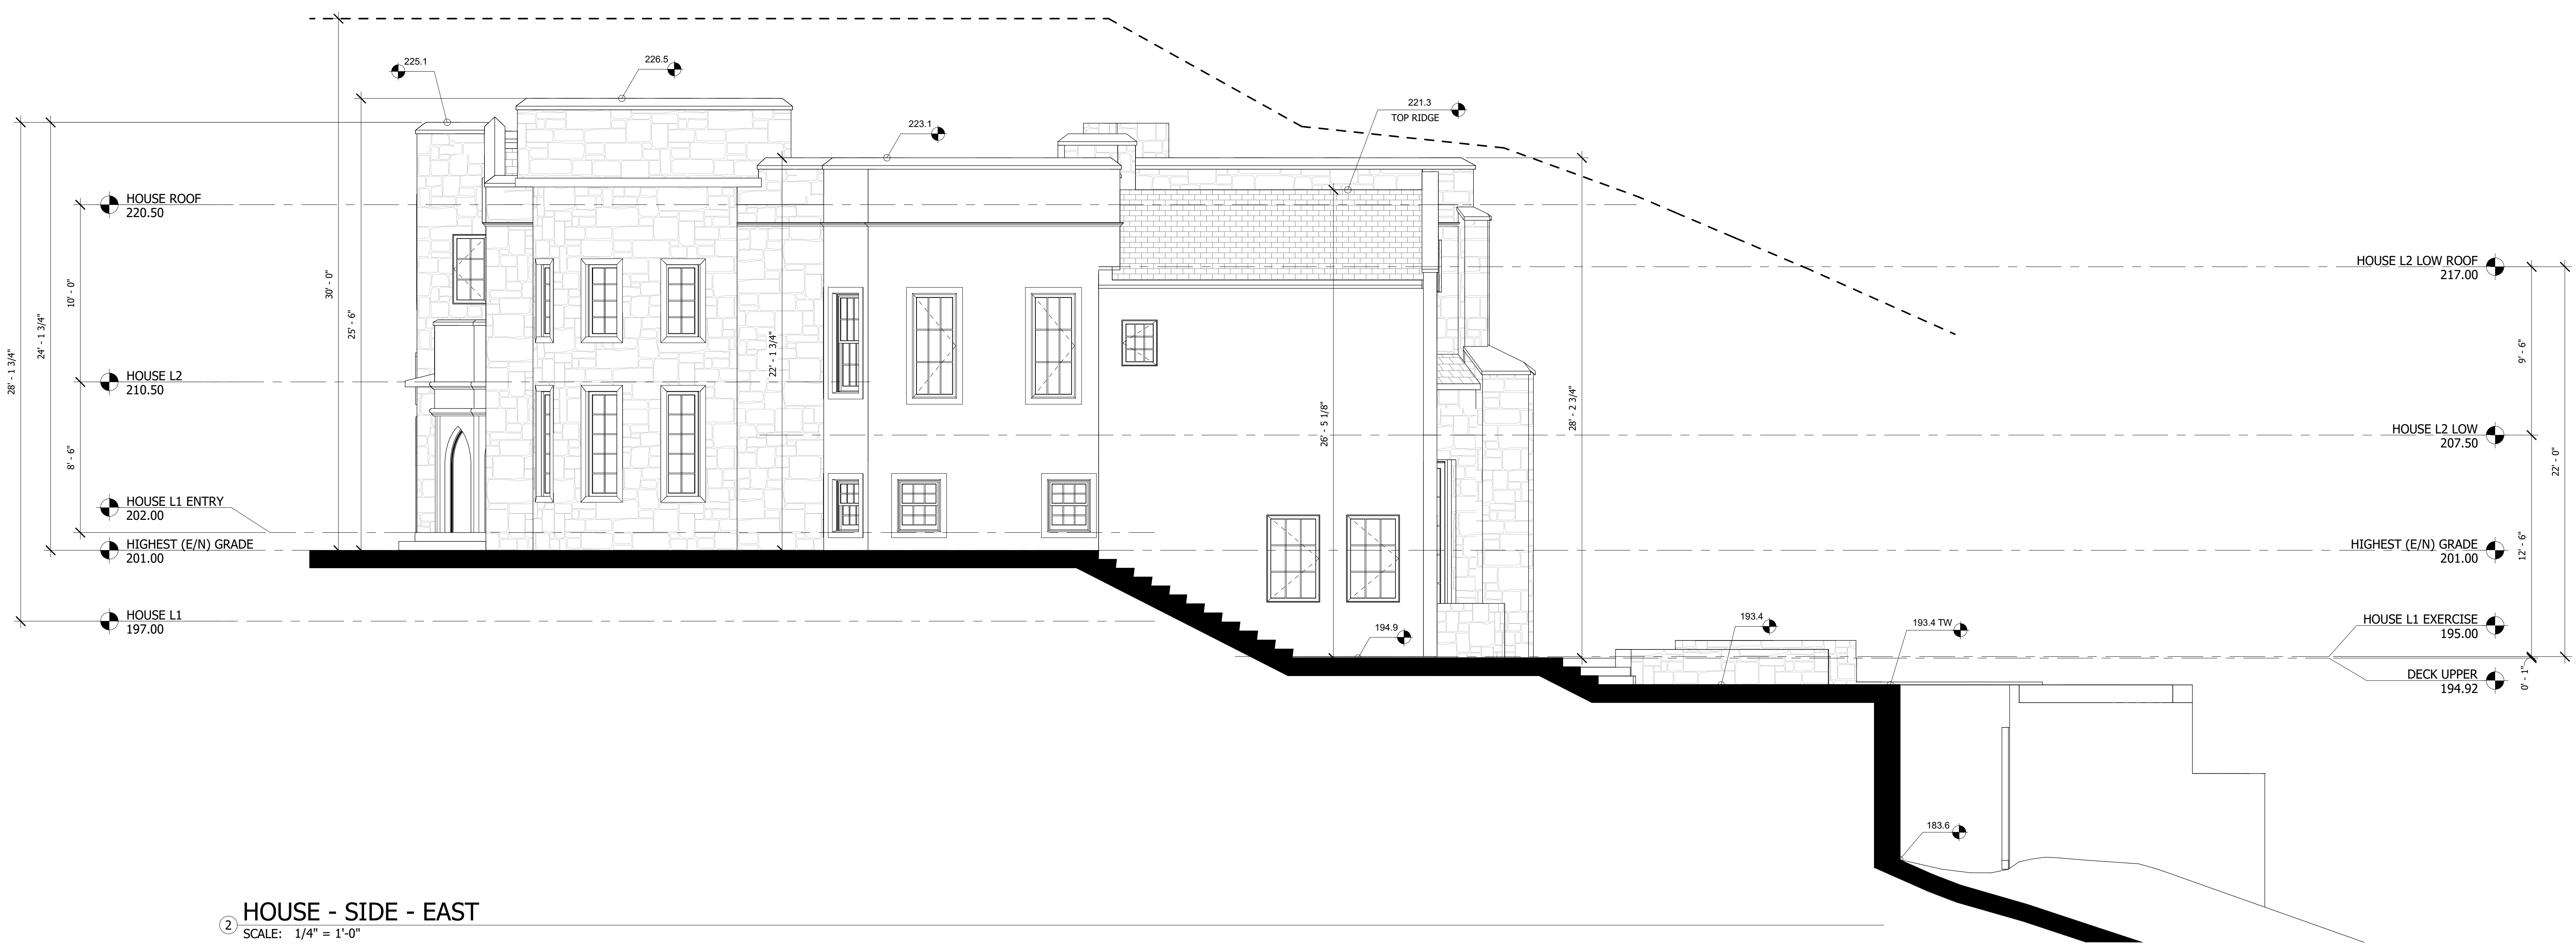 225.1
226.5
223.1
221.3
TOP RIDGE
HOUSE ROOF
220.50
HOUSE L2 LOW ROOF
217.00
30' - 0"
10' - 0"
25' - 6"
24' - 1 3/4"
28' - 1 3/4"
22' - 1 3/4"
9' - 6"
HOUSE L2
210.50
28' - 2 3/4"
26' - 5 1/8"
HOUSE L2 LOW
207.50
8' - 6"
22' - 0"
HOUSE L1 ENTRY
202.00
HIGHEST (E/N) GRADE
201.00
HIGHEST (E/N) GRADE
201.00
12' - 6"
HOUSE L1
197.00
194.9
193.4
193.4 TW
HOUSE L1 EXERCISE
195.00
DECK UPPER
194.92
0' - 1"
183.6
2
HOUSE - SIDE - EAST
SCALE: 1/4" = 1'-0"